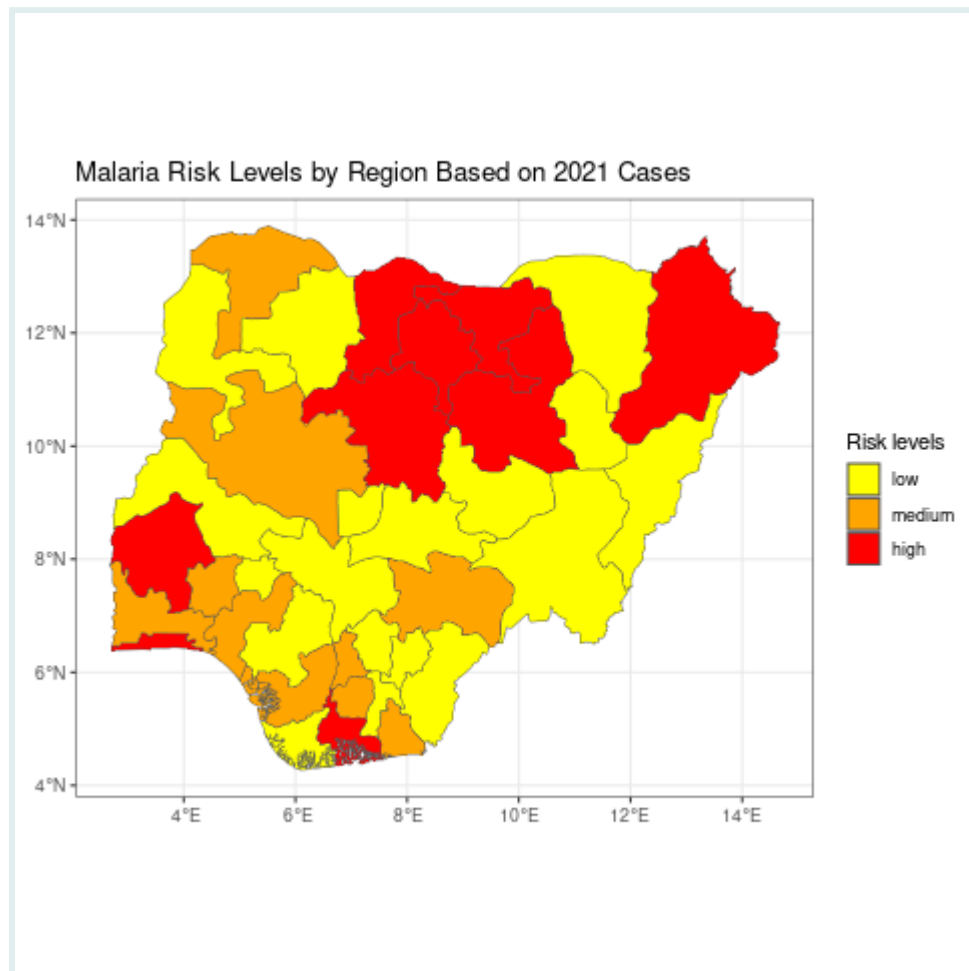 Malaria Risk Levels by Region Based on 2021 Cases
14°N
12°N
10°N
8°N
6°N
4°N
4°E 6°E 8°E 10°E 12°E 14°E
Risk levels
low
medium
high